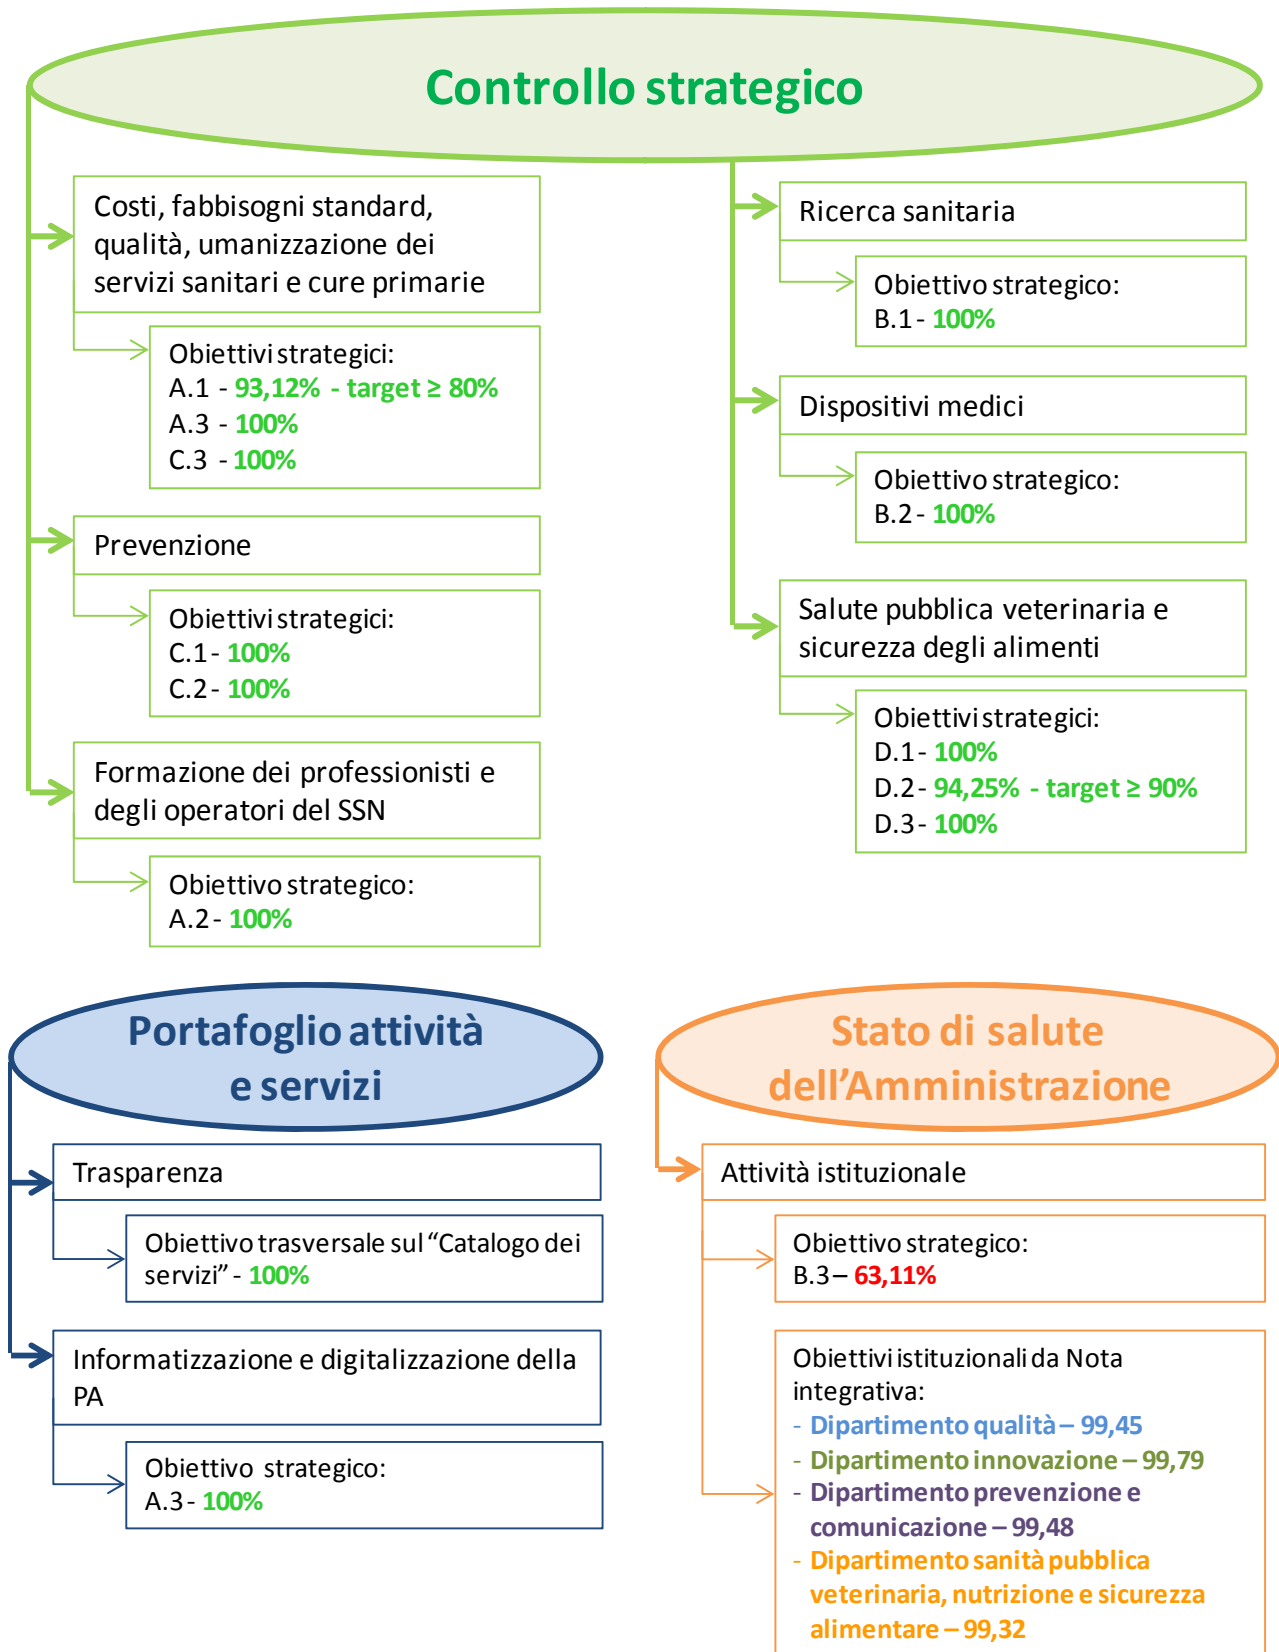 Controllo strategico
Costi, fabbisogni standard,
qualità, umanizzazione dei
servizi sanitari e cure primarie
Obiettivi strategici:
A.1 - 93,12% - target ≥ 80%
A.3 - 100%
C.3 - 100%
Prevenzione
Obiettivi strategici:
C.1 - 100%
C.2 - 100%
Formazione dei professionisti e
degli operatori del SSN
Obiettivo strategico:
A.2 - 100%
Ricerca sanitaria
Obiettivo strategico:
B.1 - 100%
Dispositivi medici
Obiettivo strategico:
B.2 - 100%
Salute pubblica veterinaria e
sicurezza degli alimenti
Obiettivi strategici:
D.1 - 100%
D.2 - 94,25% - target ≥ 90%
D.3 - 100%
Portafoglio attività
e servizi
Trasparenza
Obiettivo trasversale sul “Catalogo dei
servizi” - 100%
Informatizzazione e digitalizzazione della
PA
Obiettivo strategico:
A.3 - 100%
Stato di salute
dell’Amministrazione
Attività istituzionale
Obiettivo strategico:
B.3 – 63,11%
Obiettivi istituzionali da Nota
integrativa:
- Dipartimento qualità – 99,45
- Dipartimento innovazione – 99,79
- Dipartimento prevenzione e
comunicazione – 99,48
- Dipartimento sanità pubblica
veterinaria, nutrizione e sicurezza
alimentare – 99,32